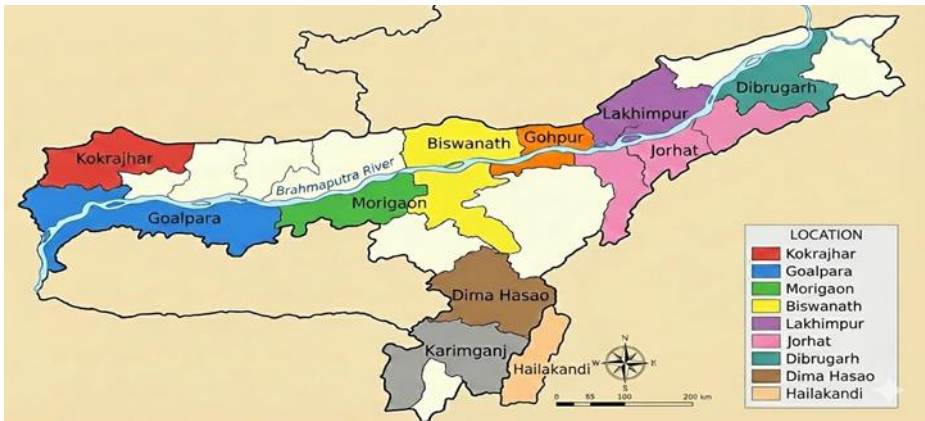 Dibrugarh
Lakhimpur
Gohpur
Biswanath
Jorhat
Kokrajhar
Brahmaputra River
Morigaon
Goalpara
Dima Hasao
Karimganj
Hailakandi
N
W
E
S
0 65 100 200 km
LOCATION
Kokrajhar
Goalpara
Morigaon
Biswanath
Lakhimpur
Jorhat
Dibrugarh
Dima Hasao
Hailakandi